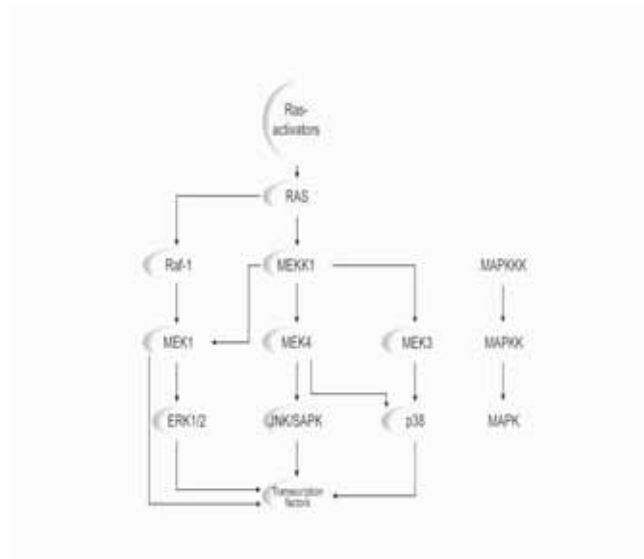 Ras-
activators
RAS
Raf-1 MEKK1 MAPKKK
MEK1 MEK4 MEK3 MAPKK
ERK1/2 JNK/SAPK p38 MAPK
Transcription
factors